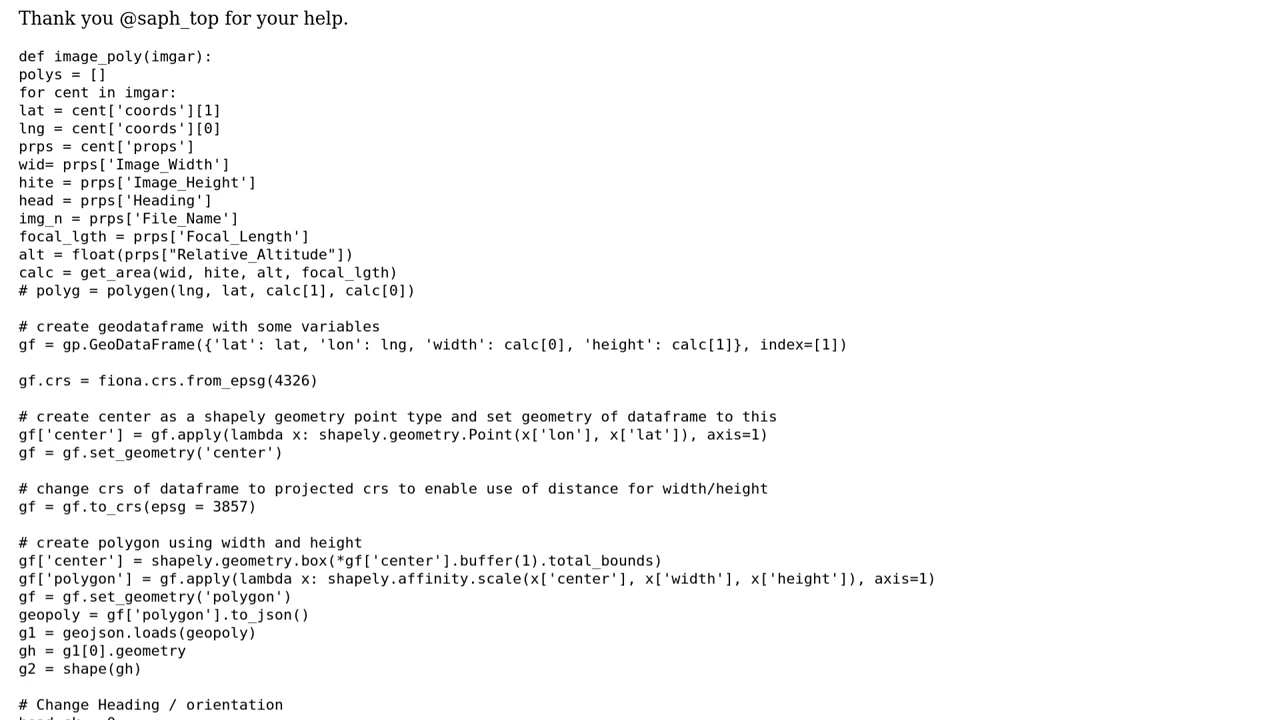 Thank you @saph_top for your help.
def image_poly(imgar):
polys = []
for cent in imgar:
lat = cent['coords'][1]
lng = cent['coords'][0]
prps = cent['props']
wid= prps['Image_Width']
hite = prps['Image_Height']
head = prps['Heading']
img_n = prps['File_Name']
focal_lgth = prps['Focal_Length']
alt = float(prps["Relative_Altitude"])
calc = get_area(wid, hite, alt, focal_lgth)
# polyg = polygen(lng, lat, calc[1], calc[0])
# create geodataframe with some variables
gf = gp.GeoDataFrame({'lat': lat, 'lon': lng, 'width': calc[0], 'height': calc[1]}, index=[1])
gf.crs = fiona.crs.from_epsg(4326)
# create center as a shapely geometry point type and set geometry of dataframe to this
gf['center'] = gf.apply(lambda x: shapely.geometry.Point(x['lon'], x['lat']), axis=1)
gf = gf.set_geometry('center')
# change crs of dataframe to projected crs to enable use of distance for width/height
gf = gf.to_crs(epsg = 3857)
# create polygon using width and height
gf['center'] = shapely.geometry.box(*gf['center'].buffer(1).total_bounds)
gf['polygon'] = gf.apply(lambda x: shapely.affinity.scale(x['center'], x['width'], x['height']), axis=1)
gf = gf.set_geometry('polygon')
geopoly = gf['polygon'].to_json()
g1 = geojson.loads(geopoly)
gh = g1[0].geometry
g2 = shape(gh)
# Change Heading / orientation